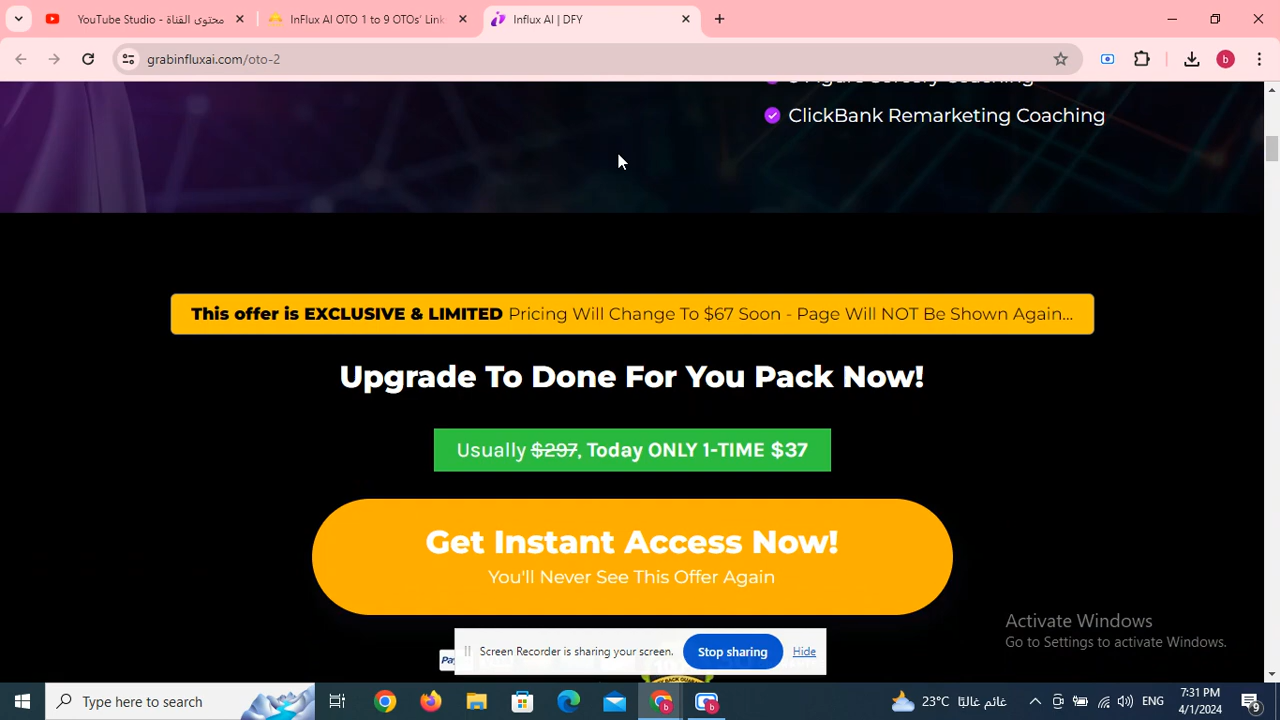 YouTube Studio - محتوى القناة
InFlux AI OTO 1 to 9 OTOs' Link
Influx AI | DFY
grabinfluxai.com/oto-2
ClickBank Remarketing Coaching
This offer is EXCLUSIVE & LIMITED Pricing Will Change To $67 Soon - Page Will NOT Be Shown Again...
Upgrade To Done For You Pack Now!
Usually $297, Today ONLY 1-TIME $37
Get Instant Access Now!
You'll Never See This Offer Again
Activate Windows
Go to Settings to activate Windows.
Screen Recorder is sharing your screen.
Stop sharing
Hide
Type here to search
23°C غائم غالبًا
ENG
7:31 PM
4/1/2024